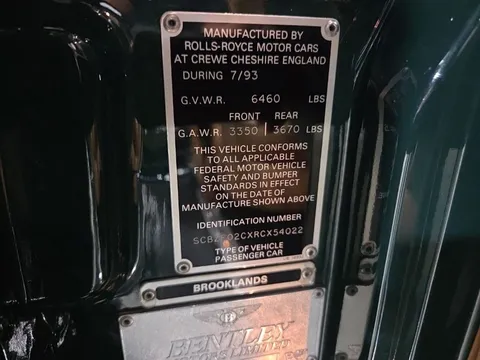 MANUFACTURED BY
ROLLS-ROYCE MOTOR CARS
AT CREWE CHESHIRE ENGLAND
DURING 7/93
G.V.W.R. 6460 LBS
FRONT REAR
G.A.W.R. 3350 | 3670 LBS
THIS VEHICLE CONFORMS
TO ALL APPLICABLE
FEDERAL MOTOR VEHICLE
SAFETY AND BUMPER
STANDARDS IN EFFECT
ON THE DATE OF
MANUFACTURE SHOWN ABOVE
IDENTIFICATION NUMBER
TYPE OF VEHICLE
PASSENGER CAR
BROOKLANDS
BENTLEY
MOTORS LIMITED